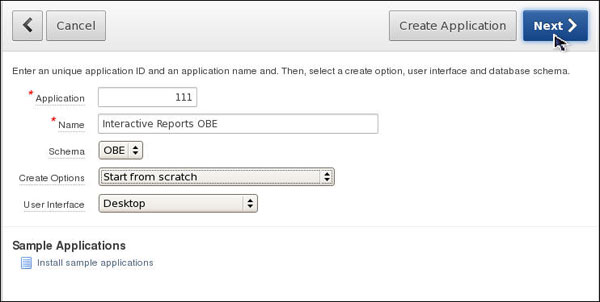 Cancel
Create Application
Next
Enter an unique application ID and an application name and. Then, select a create option, user interface and database schema.
* Application 111
* Name Interactive Reports OBE
Schema OBE
Create Options Start from scratch
User Interface Desktop
Sample Applications
Install sample applications